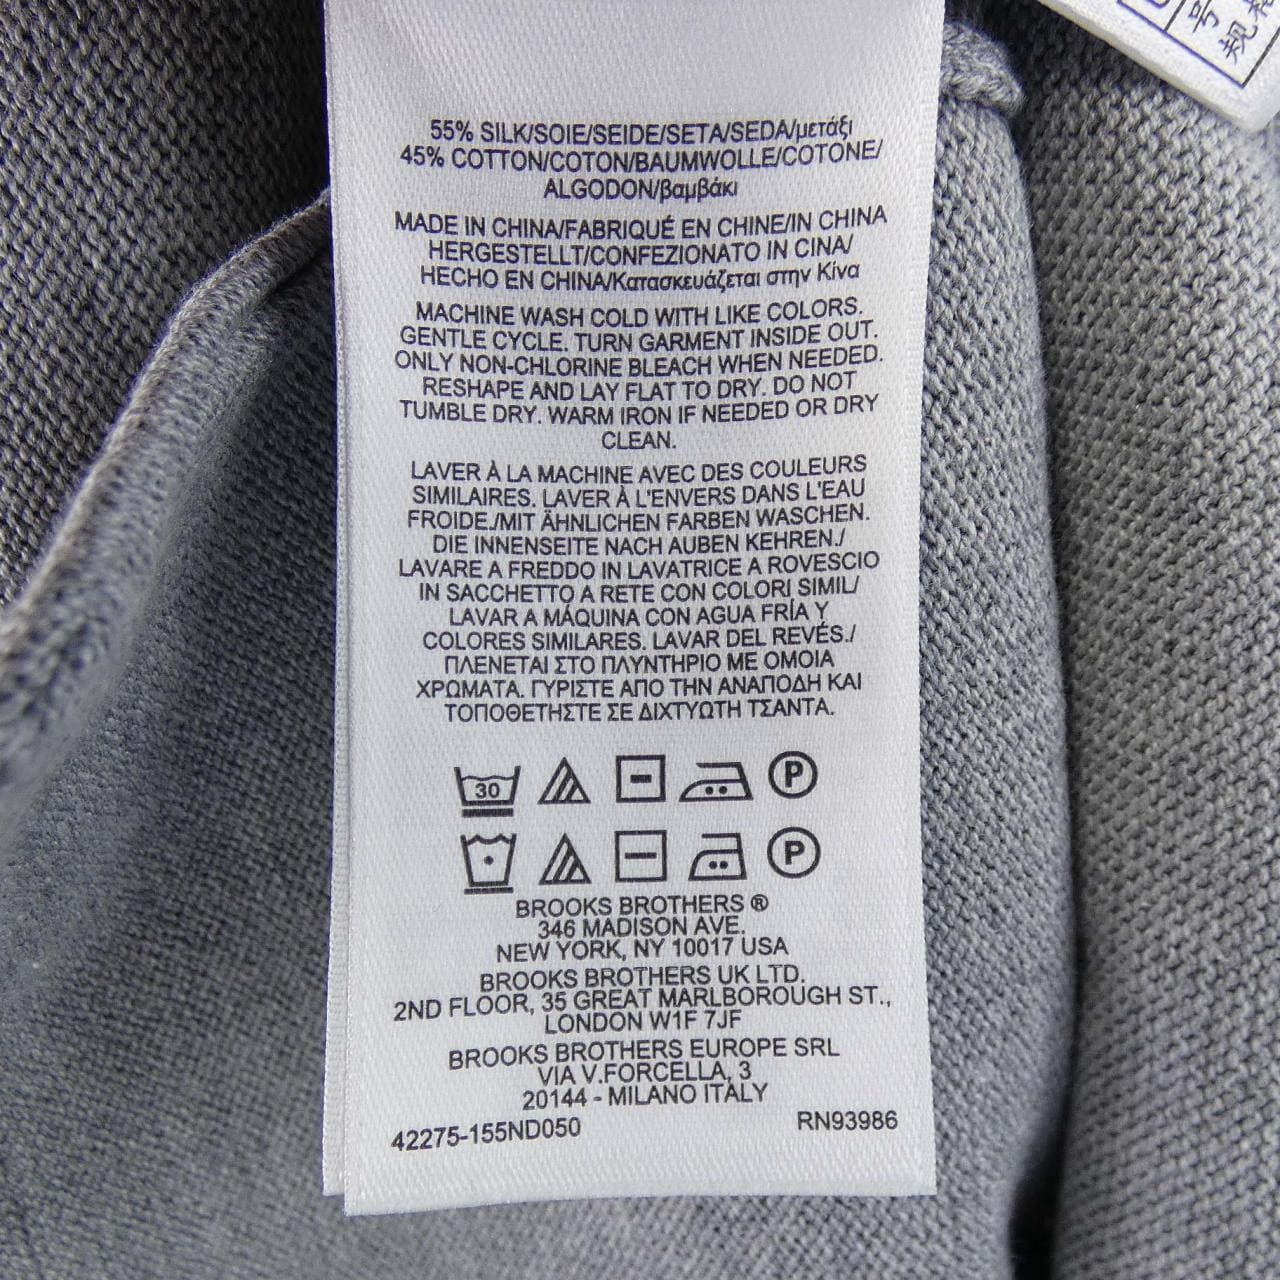 号
规格
55% SILK/SOIE/SEIDE/SETA/SEDA/μετάξι
45% COTTON/COTON/BAUMWOLLE/COTONE/
ALGODON/βαμβάκι
MADE IN CHINA/FABRIQUÉ EN CHINE/IN CHINA
HERGESTELLT/CONFEZIONATO IN CINA/
HECHO EN CHINA/Κατασκευάζεται στην Κίνα
MACHINE WASH COLD WITH LIKE COLORS.
GENTLE CYCLE. TURN GARMENT INSIDE OUT.
ONLY NON-CHLORINE BLEACH WHEN NEEDED.
RESHAPE AND LAY FLAT TO DRY. DO NOT
TUMBLE DRY. WARM IRON IF NEEDED OR DRY
CLEAN.
LAVER À LA MACHINE AVEC DES COULEURS
SIMILAIRES. LAVER À L'ENVERS DANS L'EAU
FROIDE./MIT ÄHNLICHEN FARBEN WASCHEN.
DIE INNENSEITE NACH AUBEN KEHREN./
LAVARE A FREDDO IN LAVATRICE A ROVESCIO
IN SACCHETTO A RETE CON COLORI SIMIL/
LAVAR A MÁQUINA CON AGUA FRÍA Y
COLORES SIMILARES. LAVAR DEL REVÉS./
ΠΛΕΝΕΤΑΙ ΣΤΟ ΠΛΥΝΤΗΡΙΟ ΜΕ ΟΜΟΙΑ
ΧΡΩΜΑΤΑ. ΓΥΡΙΣΤΕ ΑΠΟ ΤΗΝ ΑΝΑΠΟΔΗ ΚΑΙ
ΤΟΠΟΘΕΤΗΣΤΕ ΣΕ ΔΙΧΤΥΩΤΗ ΤΣΑΝΤΑ.
30 P
P
BROOKS BROTHERS ®
346 MADISON AVE.
NEW YORK, NY 10017 USA
BROOKS BROTHERS UK LTD.
2ND FLOOR, 35 GREAT MARLBOROUGH ST.,
LONDON W1F 7JF
BROOKS BROTHERS EUROPE SRL
VIA V.FORCELLA, 3
20144 - MILANO ITALY
42275-155ND050 RN93986